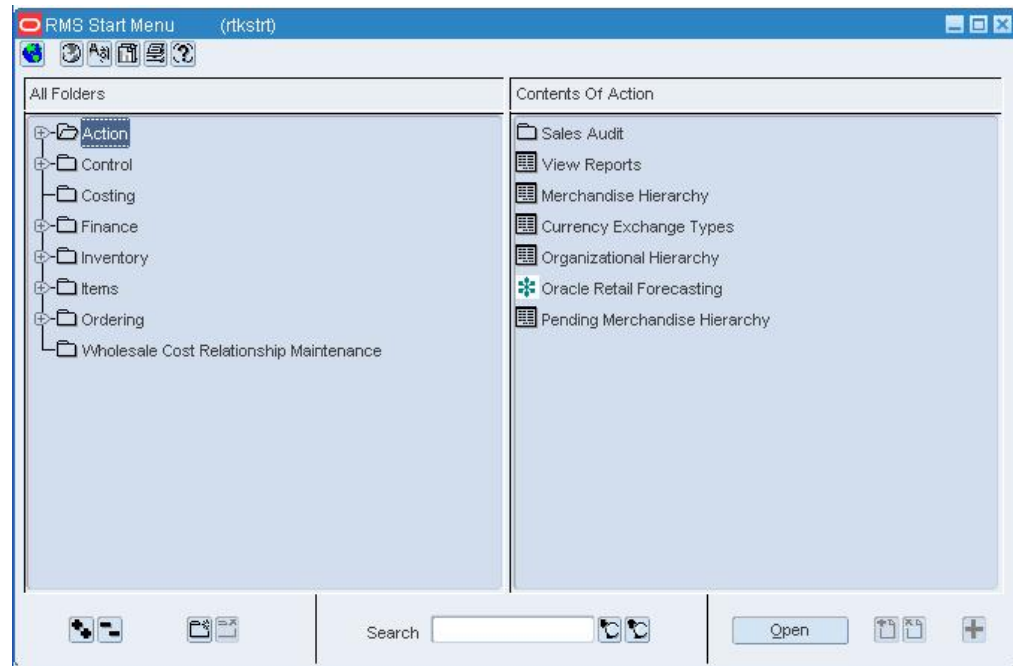 RMS Start Menu (rtkstrt)
All Folders
Contents Of Action
Action
Control
Costing
Finance
Inventory
Items
Ordering
Wholesale Cost Relationship Maintenance
Sales Audit
View Reports
Merchandise Hierarchy
Currency Exchange Types
Organizational Hierarchy
Oracle Retail Forecasting
Pending Merchandise Hierarchy
Search
Open